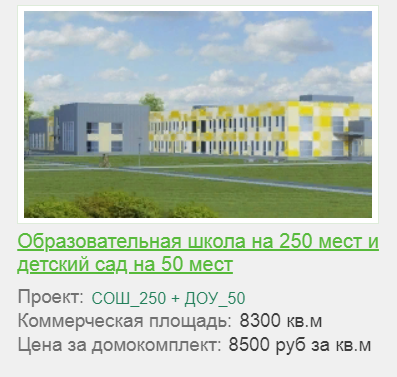 Образовательная школа на 250 мест и
детский сад на 50 мест
Проект: СОШ_250 + ДОУ_50
Коммерческая площадь: 8300 кв.м
Цена за домокомплект: 8500 руб за кв.м